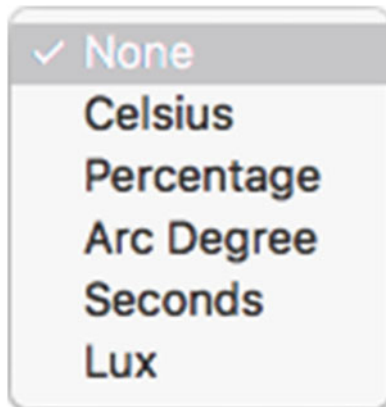 ✓ None
Celsius
Percentage
Arc Degree
Seconds
Lux